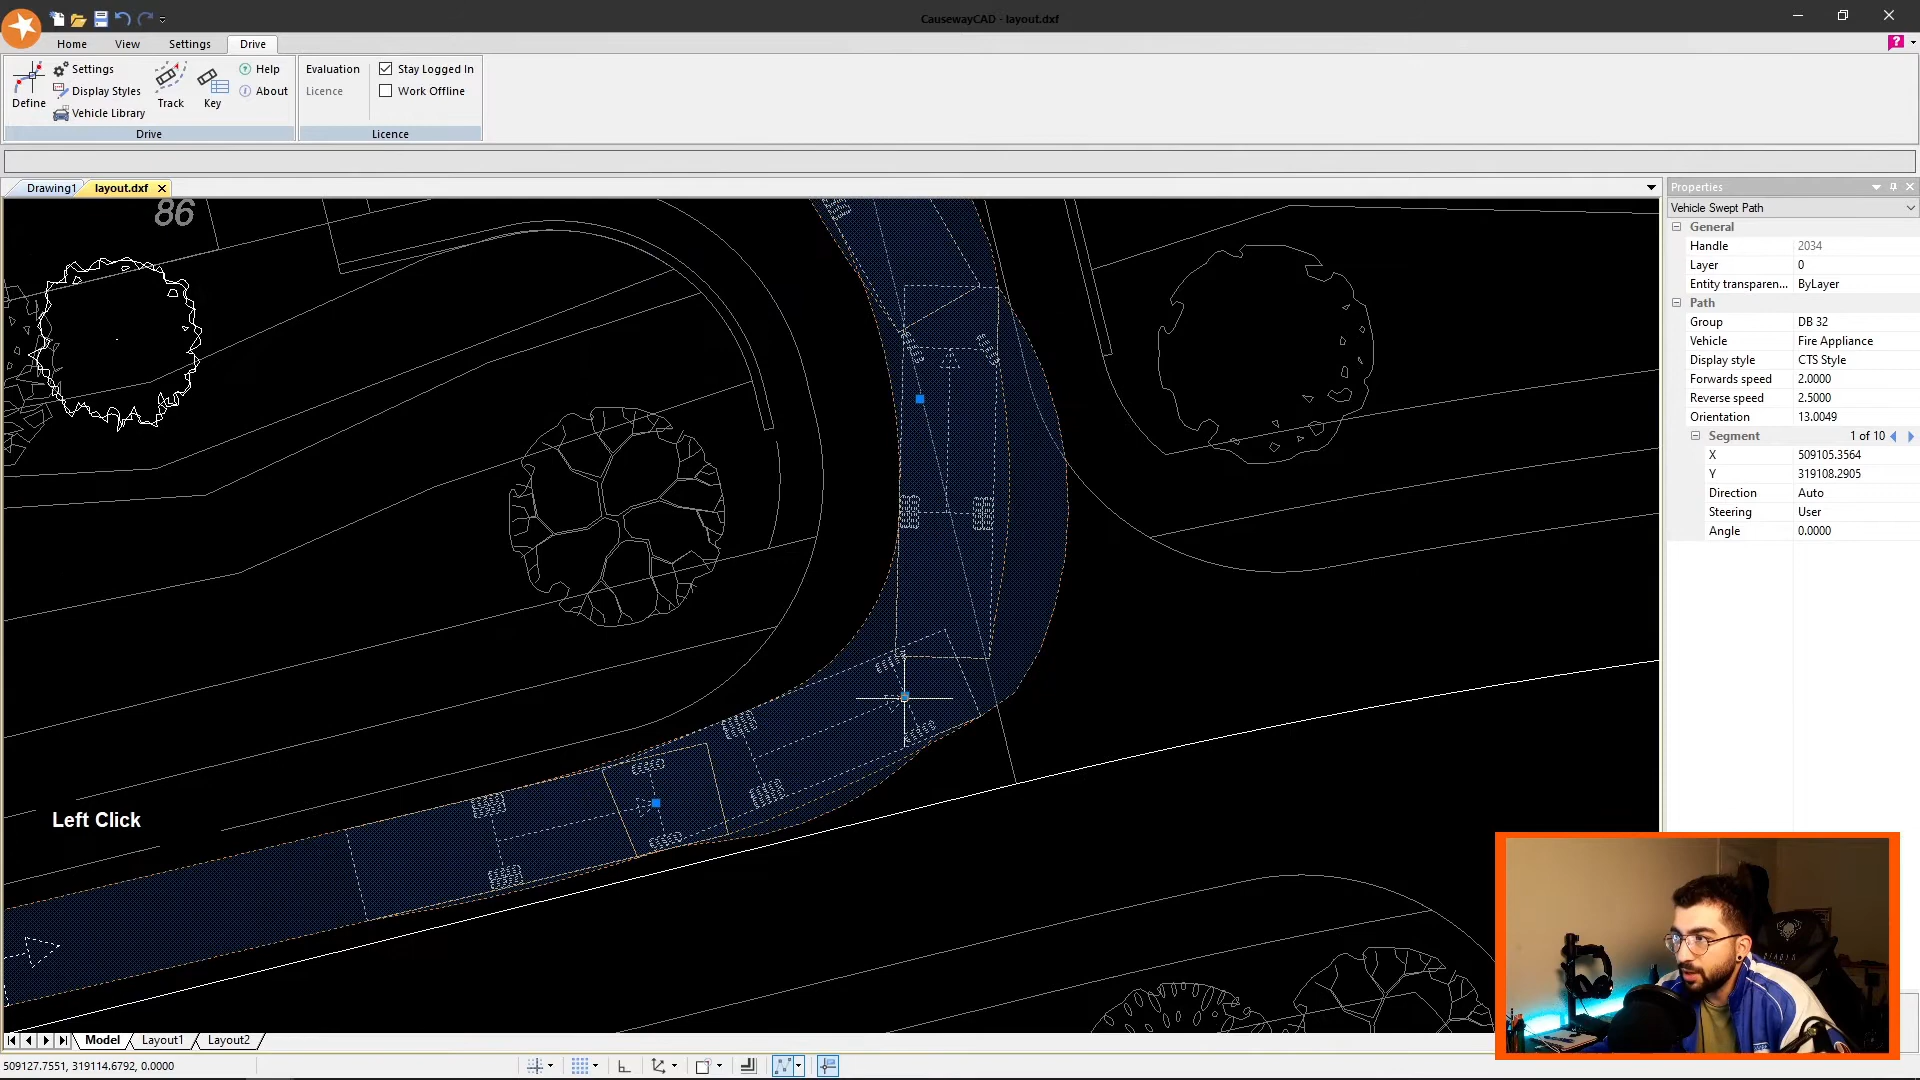 CausewayCAD - layout.dxf
Home View Settings Drive
Define
Settings
Display Styles
Vehicle Library
Track
Key
Help
About
Drive
Evaluation
Licence
Stay Logged In
Work Offline
Licence
Drawing1 layout.dxf
86
Left Click
Properties
Vehicle Swept Path
General
Handle 2034
Layer 0
Entity transparen... ByLayer
Path
Group DB 32
Vehicle Fire Appliance
Display style CTS Style
Forwards speed 2.0000
Reverse speed 2.5000
Orientation 13.0049
Segment 1 of 10
X 509105.3564
Y 319108.2905
Direction Auto
Steering User
Angle 0.0000
Model Layout1 Layout2
509127.7551, 319114.6792, 0.0000